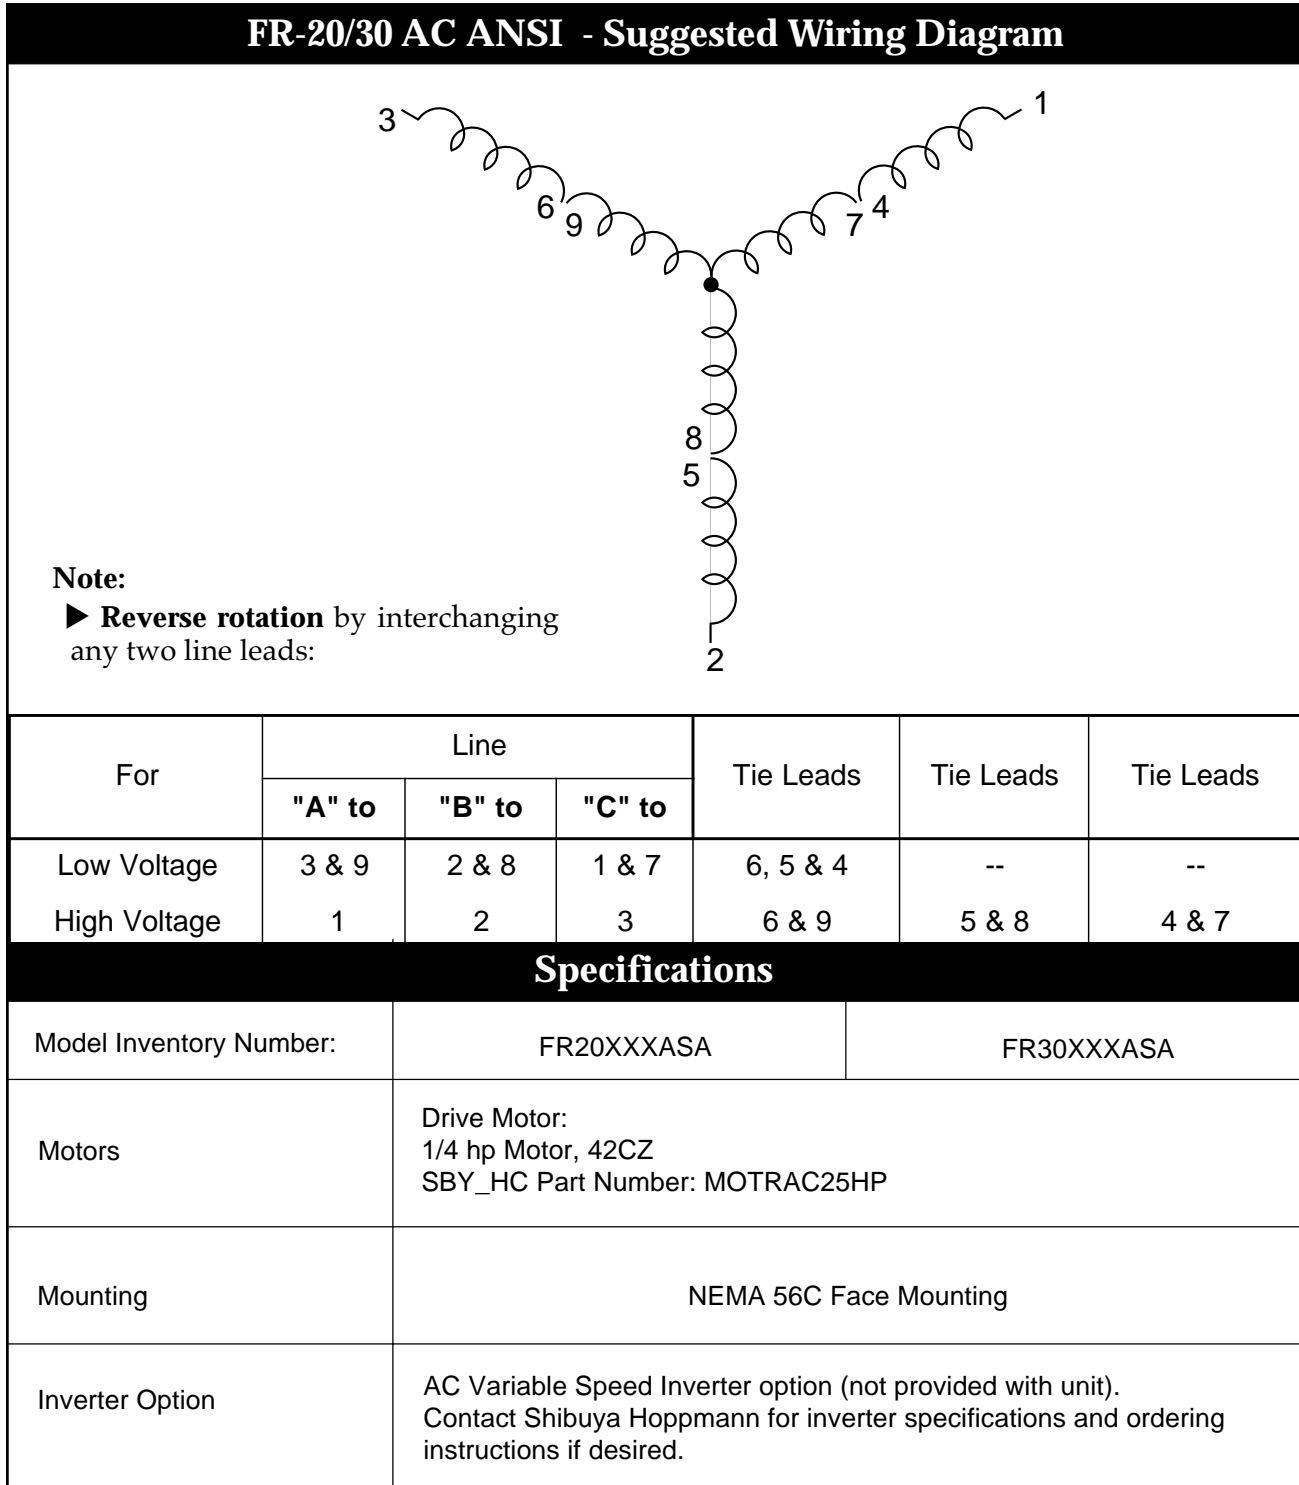 FR-20/30 AC ANSI - Suggested Wiring Diagram
3
1
6
9
7
4
8
5
2
Note:
▶ Reverse rotation by interchanging
any two line leads:
For
Line
Tie Leads
Tie Leads
Tie Leads
"A" to
"B" to
"C" to
Low Voltage 3 & 9 2 & 8 1 & 7 6, 5 & 4 -- --
High Voltage 1 2 3 6 & 9 5 & 8 4 & 7
Specifications
Model Inventory Number: FR20XXXASA FR30XXXASA
Motors
Drive Motor:
1/4 hp Motor, 42CZ
SBY_HC Part Number: MOTRAC25HP
Mounting NEMA 56C Face Mounting
Inverter Option
AC Variable Speed Inverter option (not provided with unit).
Contact Shibuya Hoppmann for inverter specifications and ordering
instructions if desired.